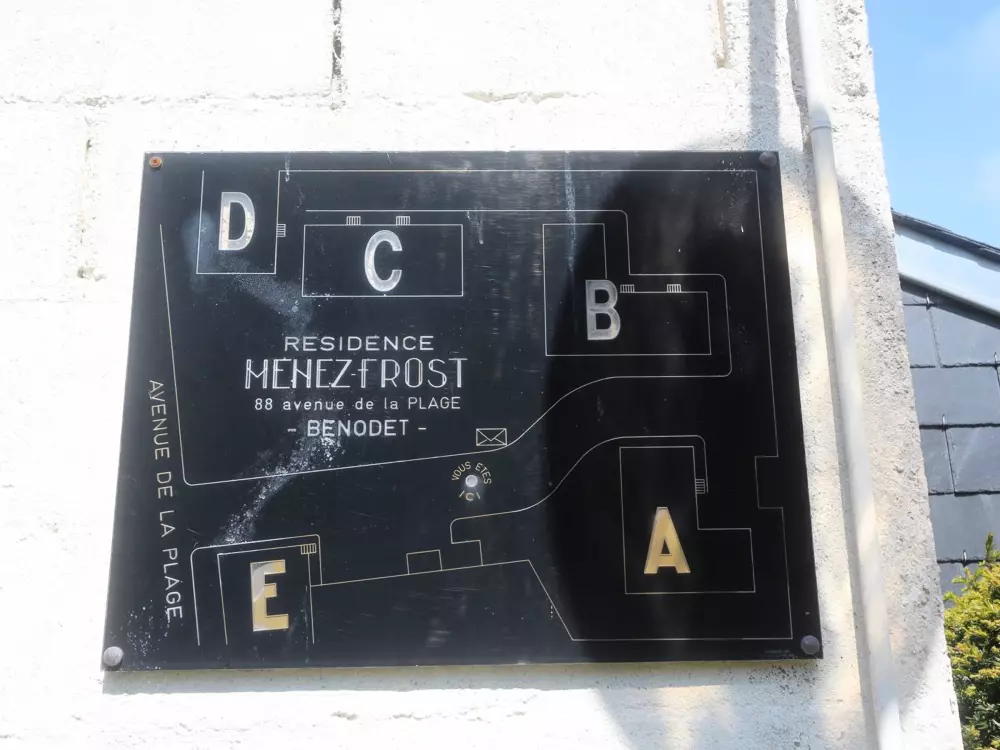 D
C
B
RESIDENCE
MENEZ-FROST
88 avenue de la PLAGE
- BENODET -
AVENUE DE LA PLAGE
VOUS ETES
ICI
A
E